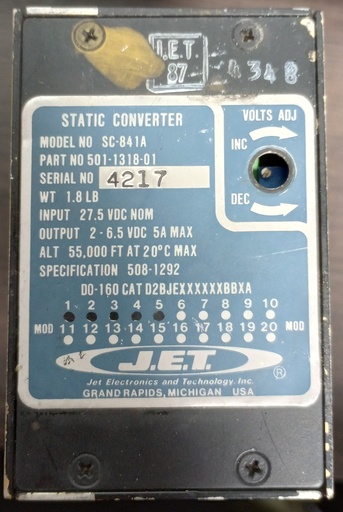 J.E.T.
87
4348
STATIC CONVERTER
MODEL NO SC-841A
PART NO 501-1318-01
SERIAL NO 4217
WT 1.8 LB
INPUT 27.5 VDC NOM
OUTPUT 2 - 6.5 VDC 5A MAX
ALT 55,000 FT AT 20°C MAX
SPECIFICATION 508-1292
VOLTS ADJ
INC
DEC
DO-160 CAT D2BJEXXXXXXBBXA
1 2 3 4 5 6 7 8 9 10
MOD 11 12 13 14 15 16 17 18 19 20 MOD
J.E.T.
®
Jet Electronics and Technology, Inc.
GRAND RAPIDS, MICHIGAN USA